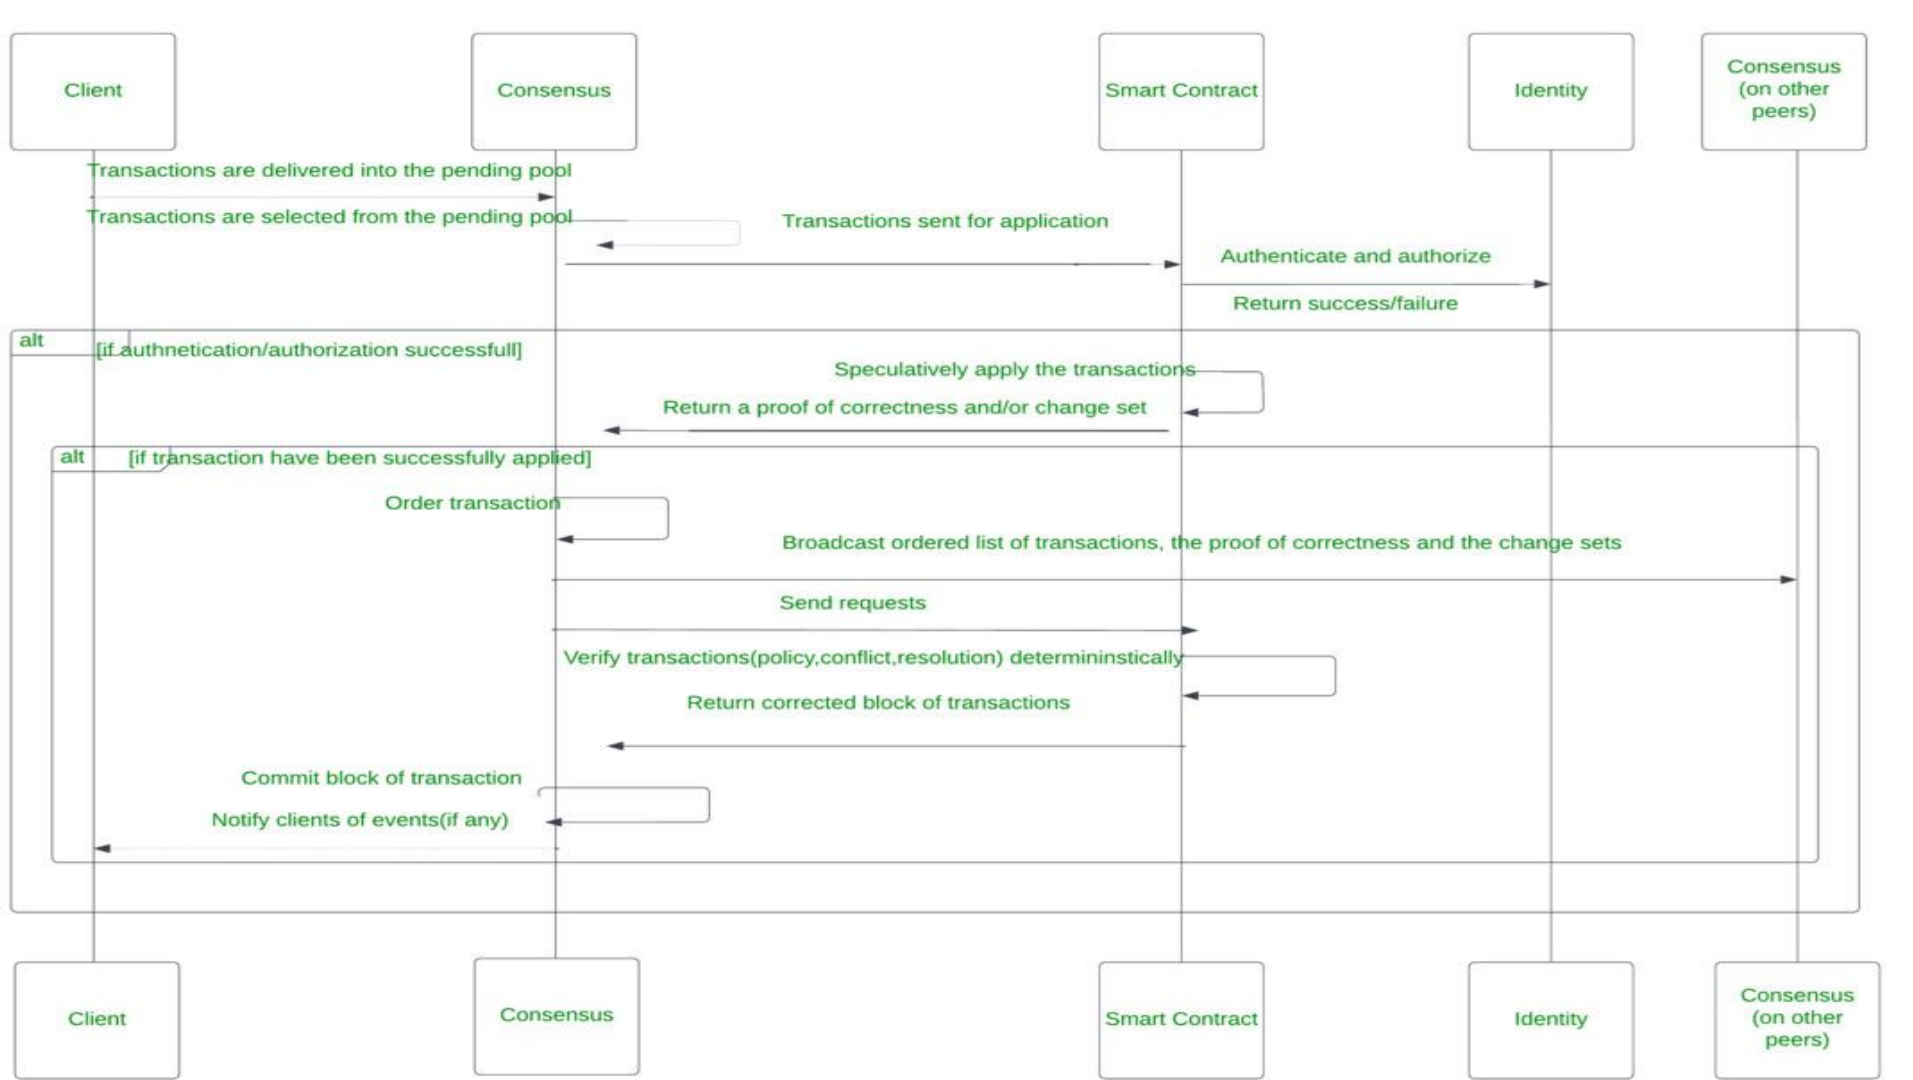 Client
Consensus
Smart Contract
Identity
Consensus
(on other
peers)
Transactions are delivered into the pending pool
Transactions are selected from the pending pool
Transactions sent for application
Authenticate and authorize
Return success/failure
alt
[if authnetication/authorization successfull]
Speculatively apply the transactions
Return a proof of correctness and/or change set
alt
[if transaction have been successfully applied]
Order transaction
Broadcast ordered list of transactions, the proof of correctness and the change sets
Send requests
Verify transactions(policy,conflict,resolution) determininstically
Return corrected block of transactions
Commit block of transaction
Notify clients of events(if any)
Client
Consensus
Smart Contract
Identity
Consensus
(on other
peers)